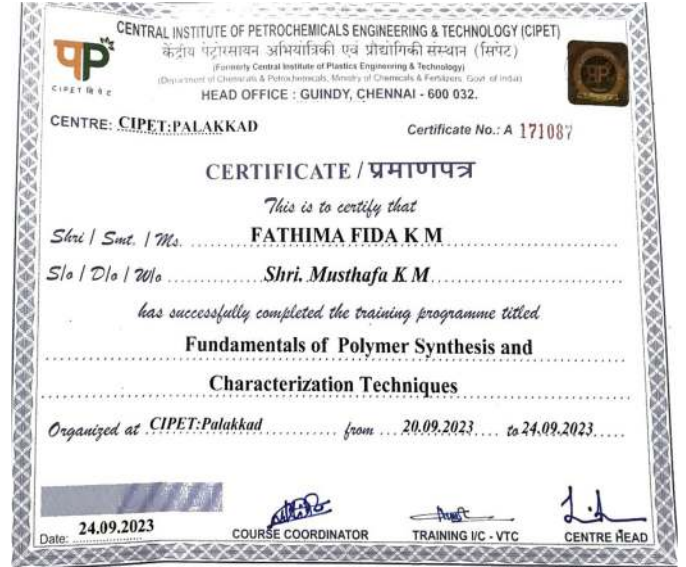 CENTRAL INSTITUTE OF PETROCHEMICALS ENGINEERING & TECHNOLOGY (CIPET)
केंद्रीय पेट्रोरसायन अभियांत्रिकी एवं प्रौद्योगिकी संस्थान (सिपेट)
(Formerly Central Institute of Plastics Engineering & Technology)
(Department of Chemicals & Petrochemicals, Ministry of Chemicals & Fertilizers, Govt. of India)
HEAD OFFICE : GUINDY, CHENNAI - 600 032.
CIPET सिपेट
CENTRE: CIPET:PALAKKAD
Certificate No.: A 171087
CERTIFICATE / प्रमाणपत्र
This is to certify that
Shri / Smt. / Ms. FATHIMA FIDA K M
S/o / D/o / W/o Shri. Musthafa K M
has successfully completed the training programme titled
Fundamentals of Polymer Synthesis and
Characterization Techniques
Organized at CIPET:Palakkad from 20.09.2023 to 24.09.2023
Date: 24.09.2023
COURSE COORDINATOR
TRAINING I/C - VTC
CENTRE HEAD